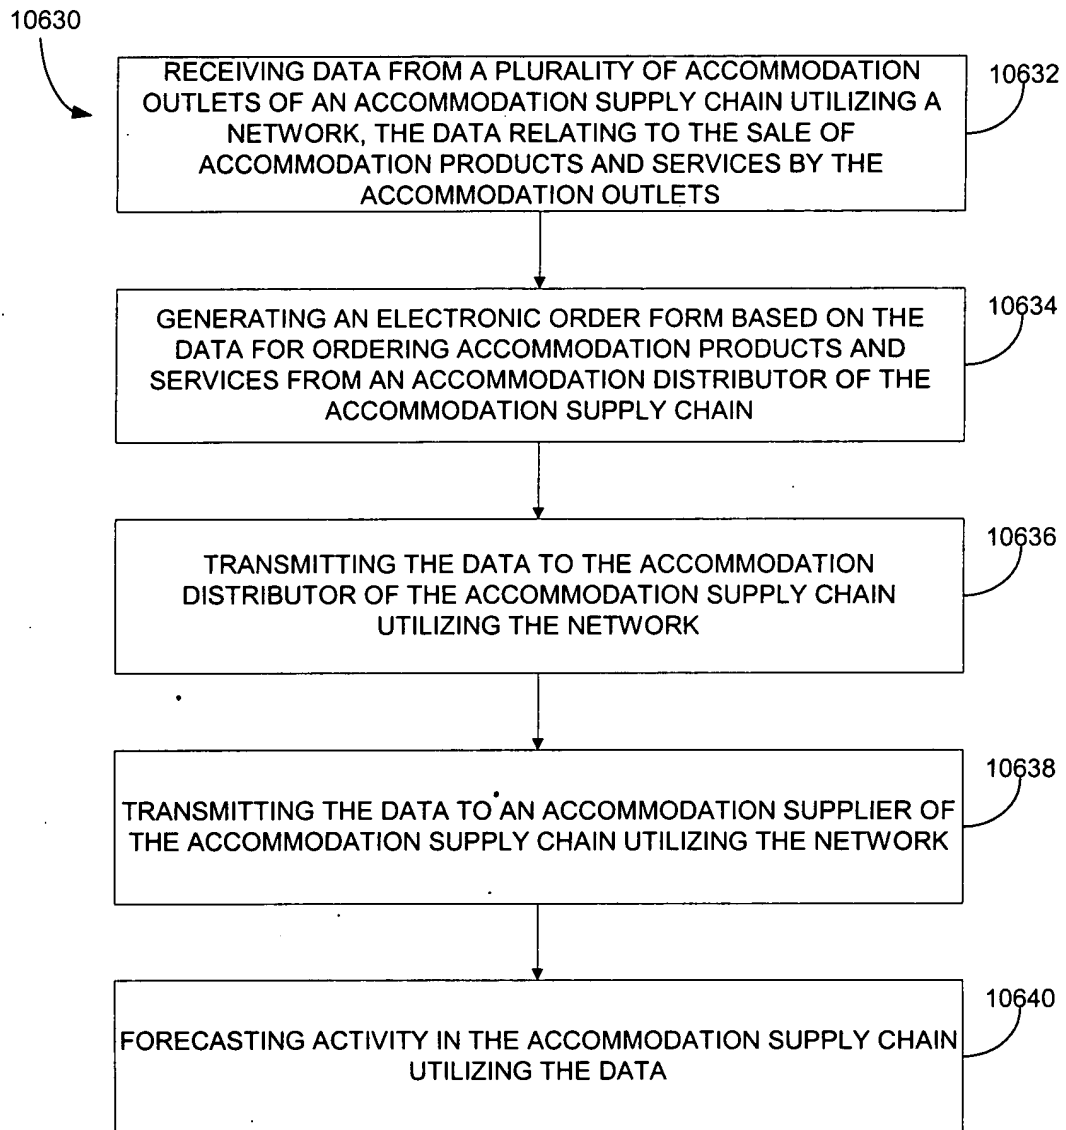 10630
RECEIVING DATA FROM A PLURALITY OF ACCOMMODATION
OUTLETS OF AN ACCOMMODATION SUPPLY CHAIN UTILIZING A
NETWORK, THE DATA RELATING TO THE SALE OF
ACCOMMODATION PRODUCTS AND SERVICES BY THE
ACCOMMODATION OUTLETS
10632
GENERATING AN ELECTRONIC ORDER FORM BASED ON THE
DATA FOR ORDERING ACCOMMODATION PRODUCTS AND
SERVICES FROM AN ACCOMMODATION DISTRIBUTOR OF THE
ACCOMMODATION SUPPLY CHAIN
10634
TRANSMITTING THE DATA TO THE ACCOMMODATION
DISTRIBUTOR OF THE ACCOMMODATION SUPPLY CHAIN
UTILIZING THE NETWORK
10636
TRANSMITTING THE DATA TO AN ACCOMMODATION SUPPLIER OF
THE ACCOMMODATION SUPPLY CHAIN UTILIZING THE NETWORK
10638
FORECASTING ACTIVITY IN THE ACCOMMODATION SUPPLY CHAIN
UTILIZING THE DATA
10640